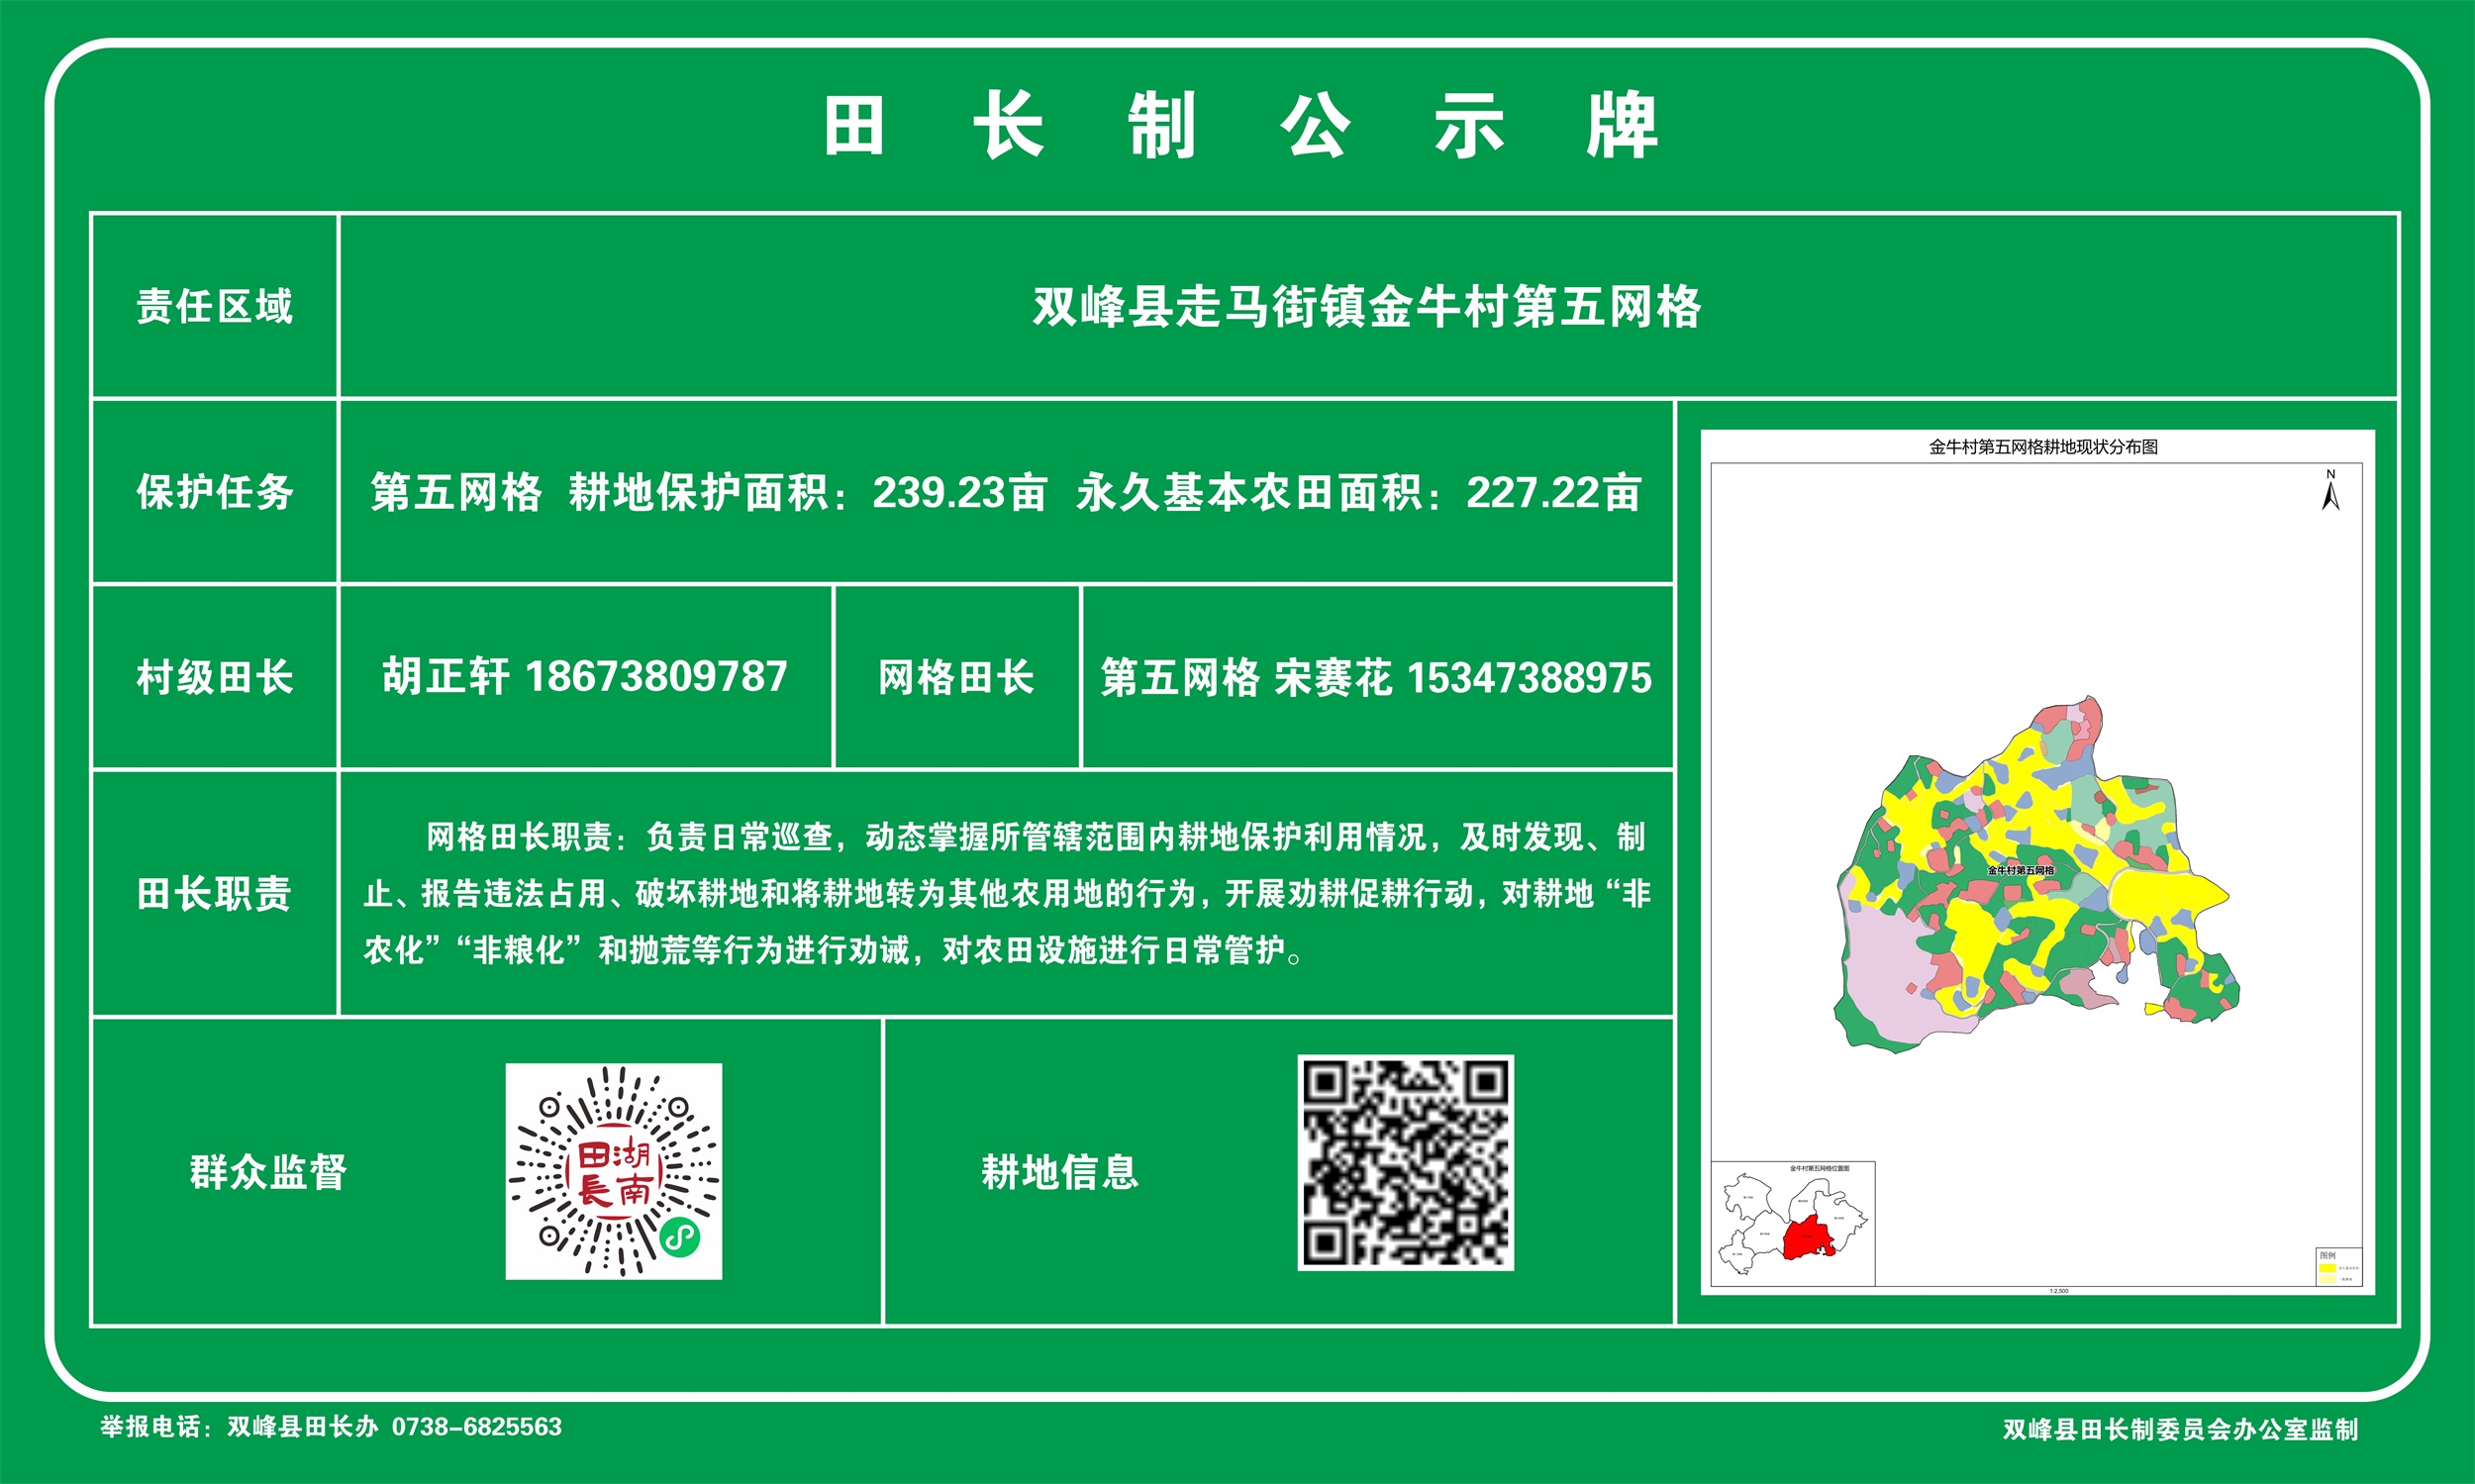 田长制公示牌
责任区域
双峰县走马街镇金牛村第五网格
保护任务
第五网格 耕地保护面积：239.23亩 永久基本农田面积：227.22亩
村级田长
胡正轩 18673809787
网格田长
第五网格 宋赛花 15347388975
田长职责
网格田长职责：负责日常巡查，动态掌握所管辖范围内耕地保护利用情况，及时发现、制
止、报告违法占用、破坏耕地和将耕地转为其他农用地的行为，开展劝耕促耕行动，对耕地“非
农化”“非粮化”和抛荒等行为进行劝诫，对农田设施进行日常管护。
群众监督
湖南
田長
耕地信息
金牛村第五网格耕地现状分布图
N
金牛村第五网格
金牛村第五网格位置图
图例
1:2,500
举报电话：双峰县田长办 0738-6825563
双峰县田长制委员会办公室监制